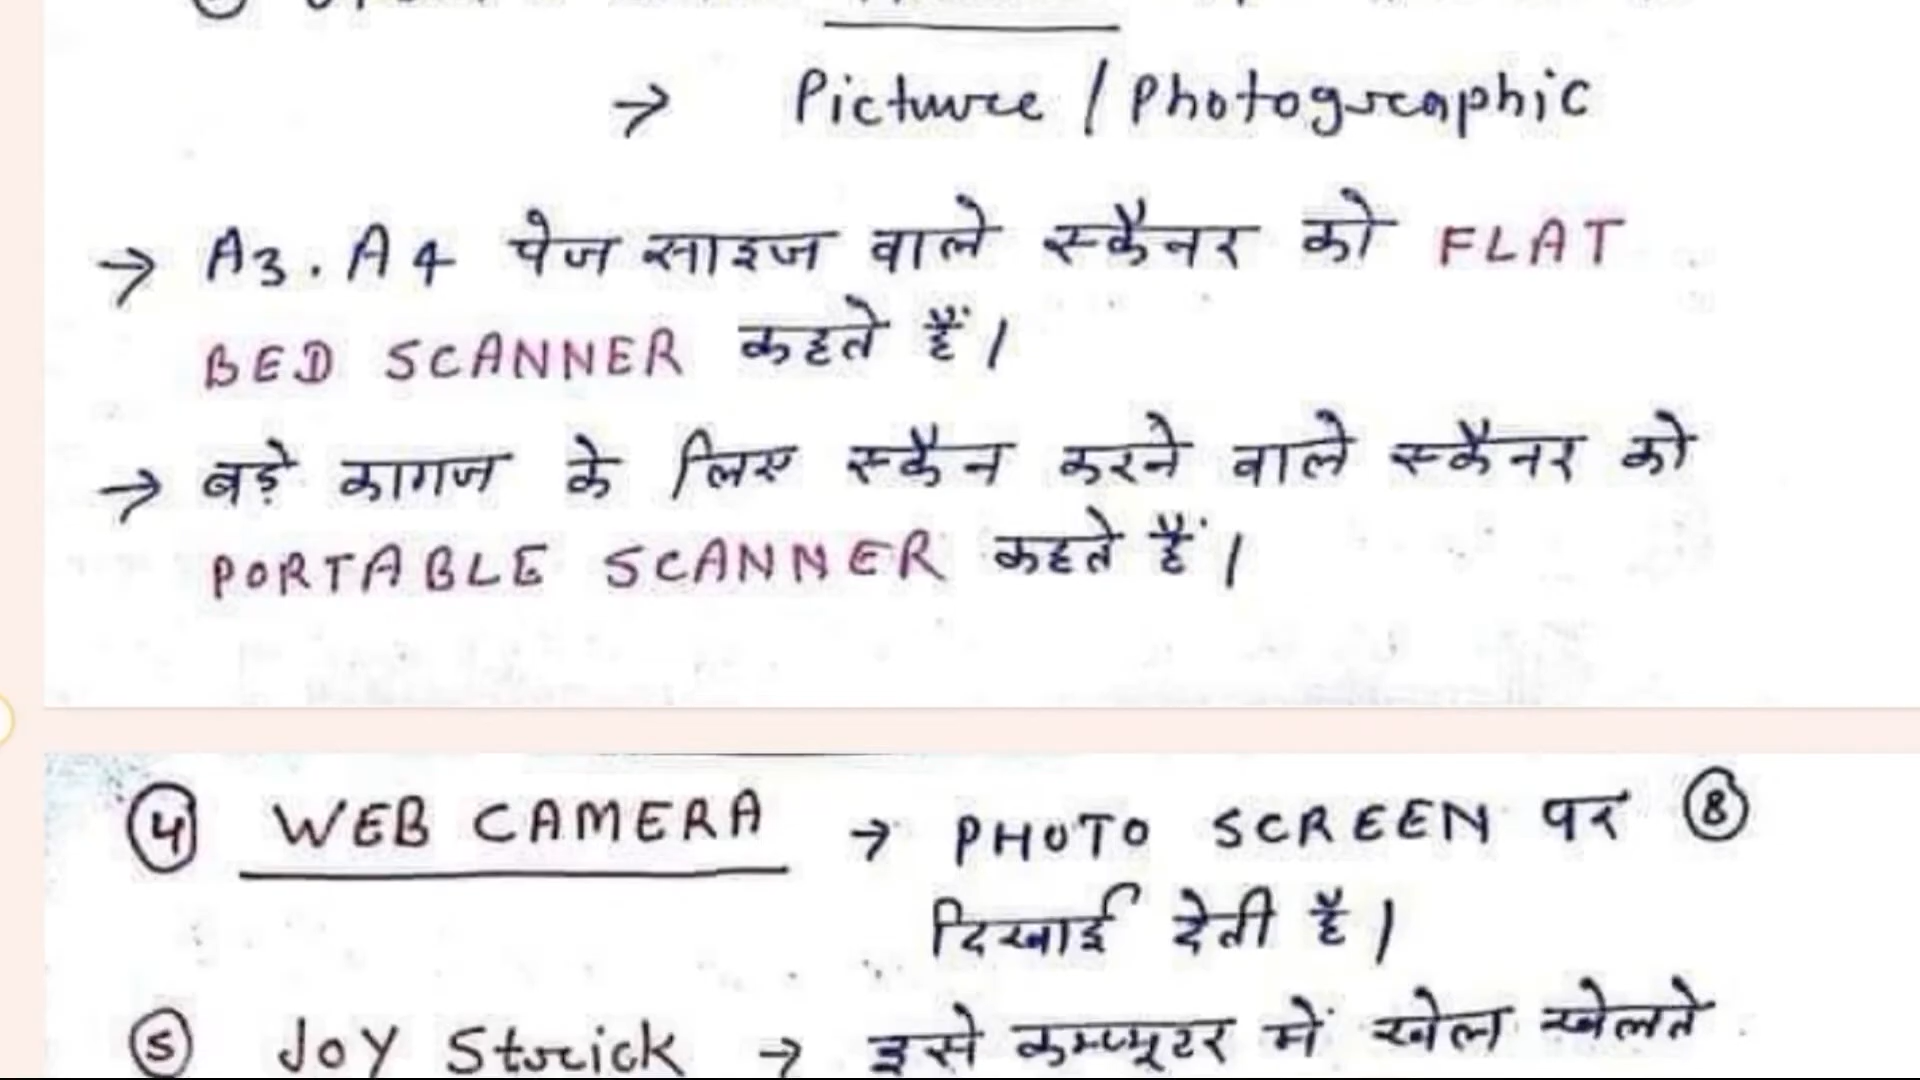 → Picture / Photographic
→ A3. A4 पेज साइज वाले स्कैनर को FLAT
BED SCANNER कहते हैं।
→ बड़े कागज के लिए स्कैन करने वाले स्कैनर को
PORTABLE SCANNER कहते हैं।
④ WEB CAMERA → PHOTO SCREEN पर ⑧
दिखाई देती है।
⑤ JOY Strick → इसे कम्प्यूटर में खेल खेलते